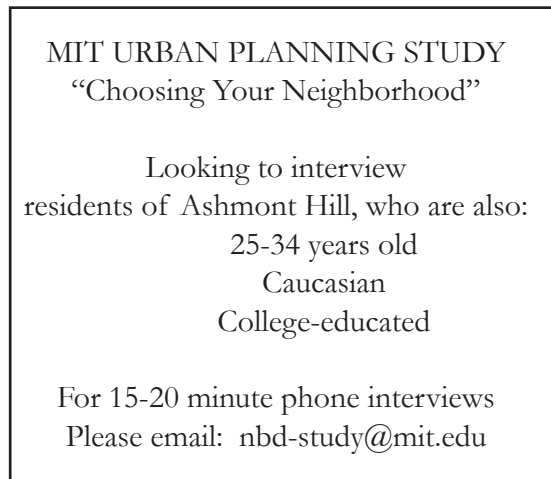 MIT URBAN PLANNING STUDY
“Choosing Your Neighborhood”
Looking to interview
residents of Ashmont Hill, who are also:
25-34 years old
Caucasian
College-educated
For 15-20 minute phone interviews
Please email: nbd-study@mit.edu